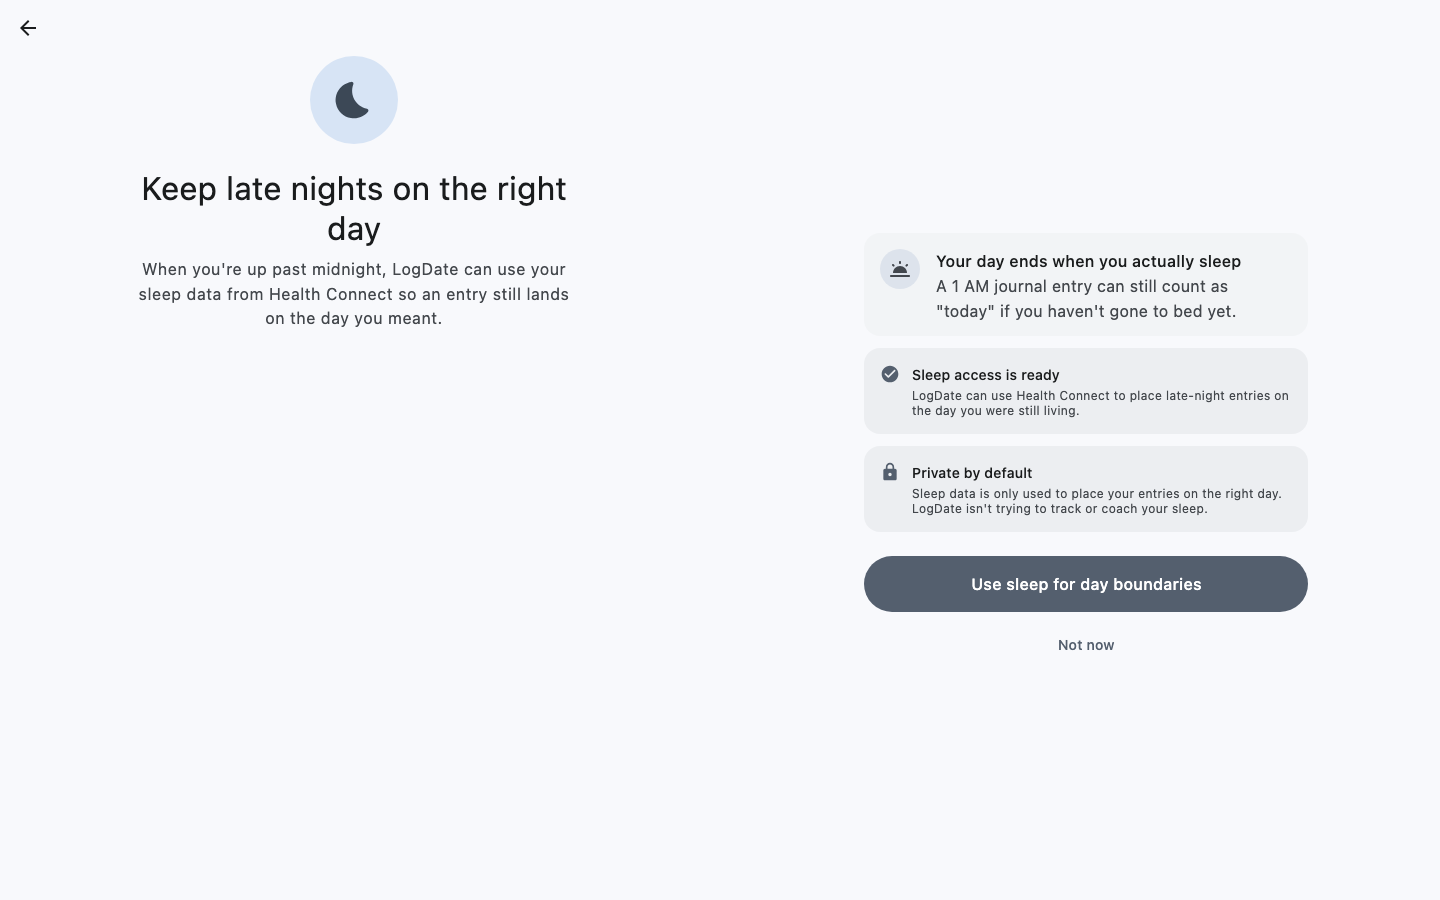 Keep late nights on the right
day
When you're up past midnight, LogDate can use your
sleep data from Health Connect so an entry still lands
on the day you meant.
Your day ends when you actually sleep
A 1 AM journal entry can still count as
"today" if you haven't gone to bed yet.
Sleep access is ready
LogDate can use Health Connect to place late-night entries on
the day you were still living.
Private by default
Sleep data is only used to place your entries on the right day.
LogDate isn't trying to track or coach your sleep.
Use sleep for day boundaries
Not now